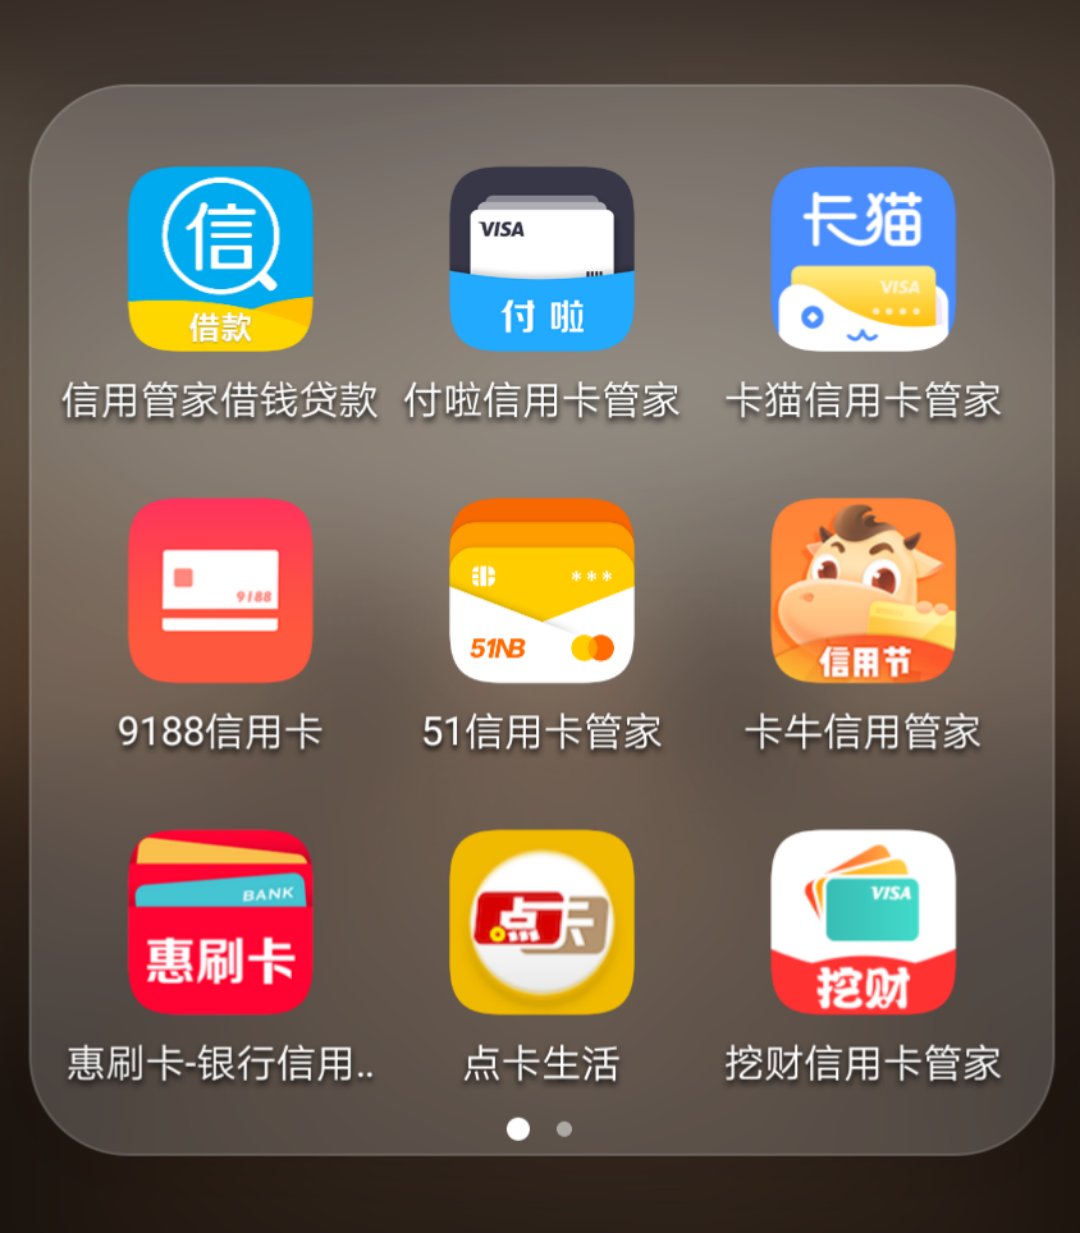 信
借款
VISA
付啦
卡猫
VISA
信用管家借钱贷款
付啦信用卡管家
卡猫信用卡管家
9188
***
51NB
信用节
9188信用卡
51信用卡管家
卡牛信用管家
BANK
惠刷卡
点卡
VISA
挖财
惠刷卡-银行信用..
点卡生活
挖财信用卡管家